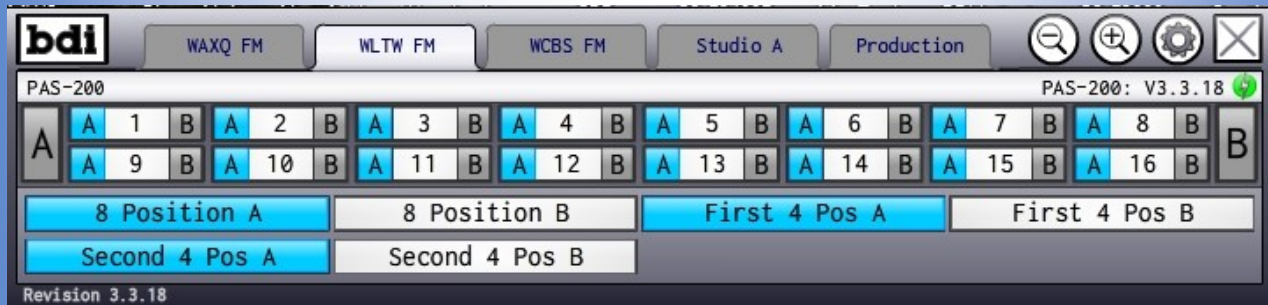 bdi WAXQ FM WLTW FM WCBS FM Studio A Production
PAS-200 PAS-200: V3.3.18
A A 1 B A 2 B A 3 B A 4 B A 5 B A 6 B A 7 B A 8 B B
A 9 B A 10 B A 11 B A 12 B A 13 B A 14 B A 15 B A 16 B
8 Position A 8 Position B First 4 Pos A First 4 Pos B
Second 4 Pos A Second 4 Pos B
Revision 3.3.18